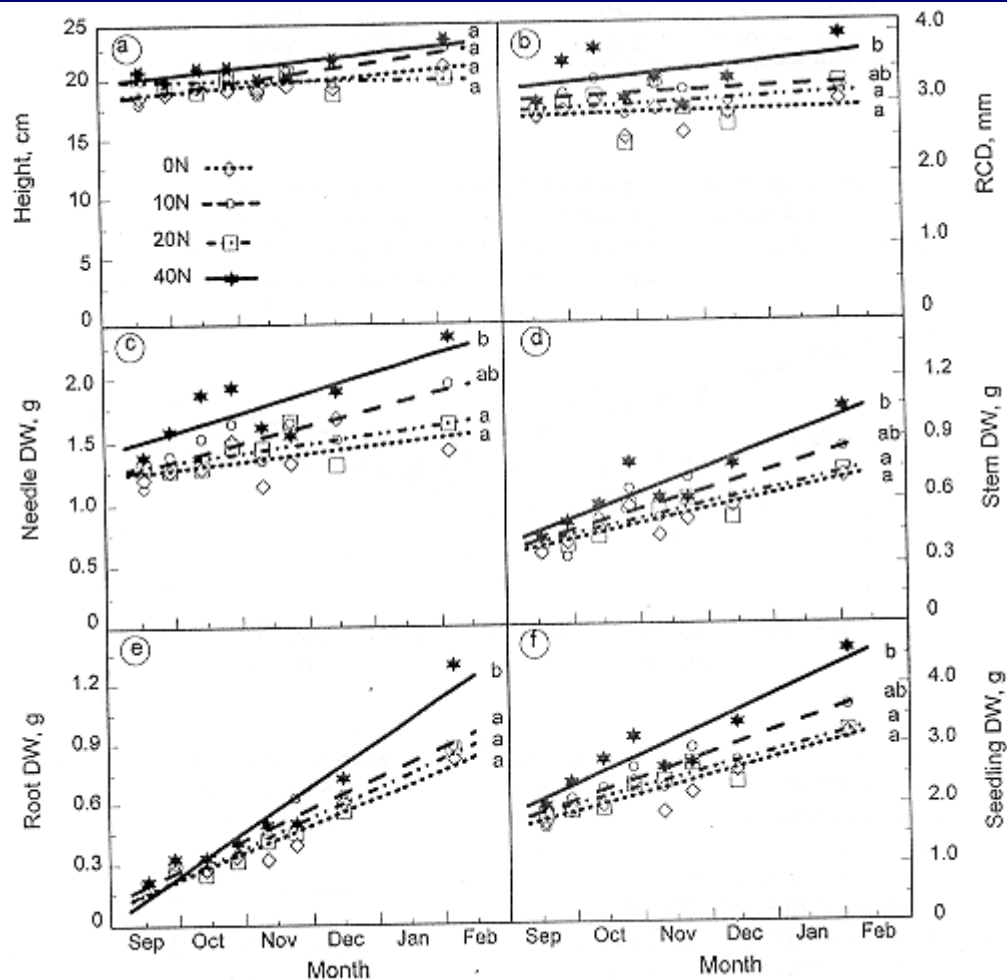 a
25
20
15
10
5
0
Height, cm
0N
10N
20N
40N
a
a
a
a
b
4.0
3.0
2.0
1.0
0
RCD, mm
b
ab
a
a
c
2.0
1.5
1.0
0.5
0
Needle DW, g
b
ab
a
a
d
1.2
0.9
0.6
0.3
0
Stem DW, g
b
ab
a
a
e
1.2
0.9
0.6
0.3
0
Root DW, g
b
a
a
a
Sep Oct Nov Dec Jan Feb
Month
f
4.0
3.0
2.0
1.0
0
Seedling DW, g
b
ab
a
a
Sep Oct Nov Dec Jan Feb
Month